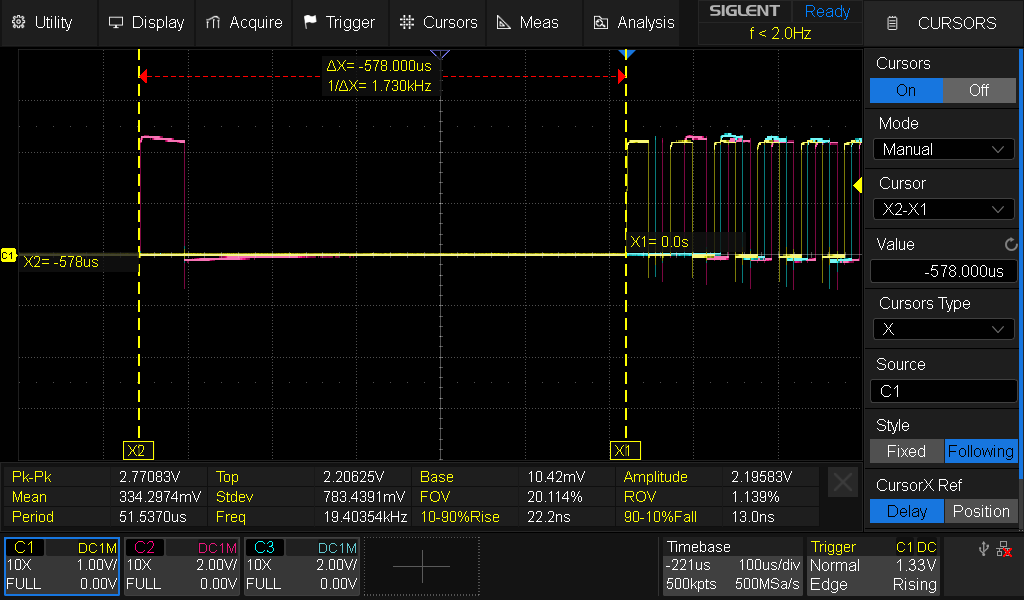 Utility Display Acquire Trigger Cursors Meas Analysis
SIGLENT Ready
f < 2.0Hz
CURSORS
ΔX= -578.000us
1/ΔX= 1.730kHz
X1= 0.0s
C1
X2= -578us
X2
X1
Cursors
On Off
Mode
Manual
Cursor
X2-X1
Value
-578.000us
Cursors Type
X
Source
C1
Style
Fixed Following
CursorX Ref
Delay Position
Pk-Pk 2.77083V Top 2.20625V Base 10.42mV Amplitude 2.19583V
Mean 334.2974mV Stdev 783.4391mV FOV 20.114% ROV 1.139%
Period 51.5370us Freq 19.40354kHz 10-90%Rise 22.2ns 90-10%Fall 13.0ns
C1 DC1M
10X 1.00V/
FULL 0.00V
C2 DC1M
10X 2.00V/
FULL 0.00V
C3 DC1M
10X 2.00V/
FULL 0.00V
Timebase
-221us 100us/div
500kpts 500MSa/s
Trigger C1 DC
Normal 1.33V
Edge Rising